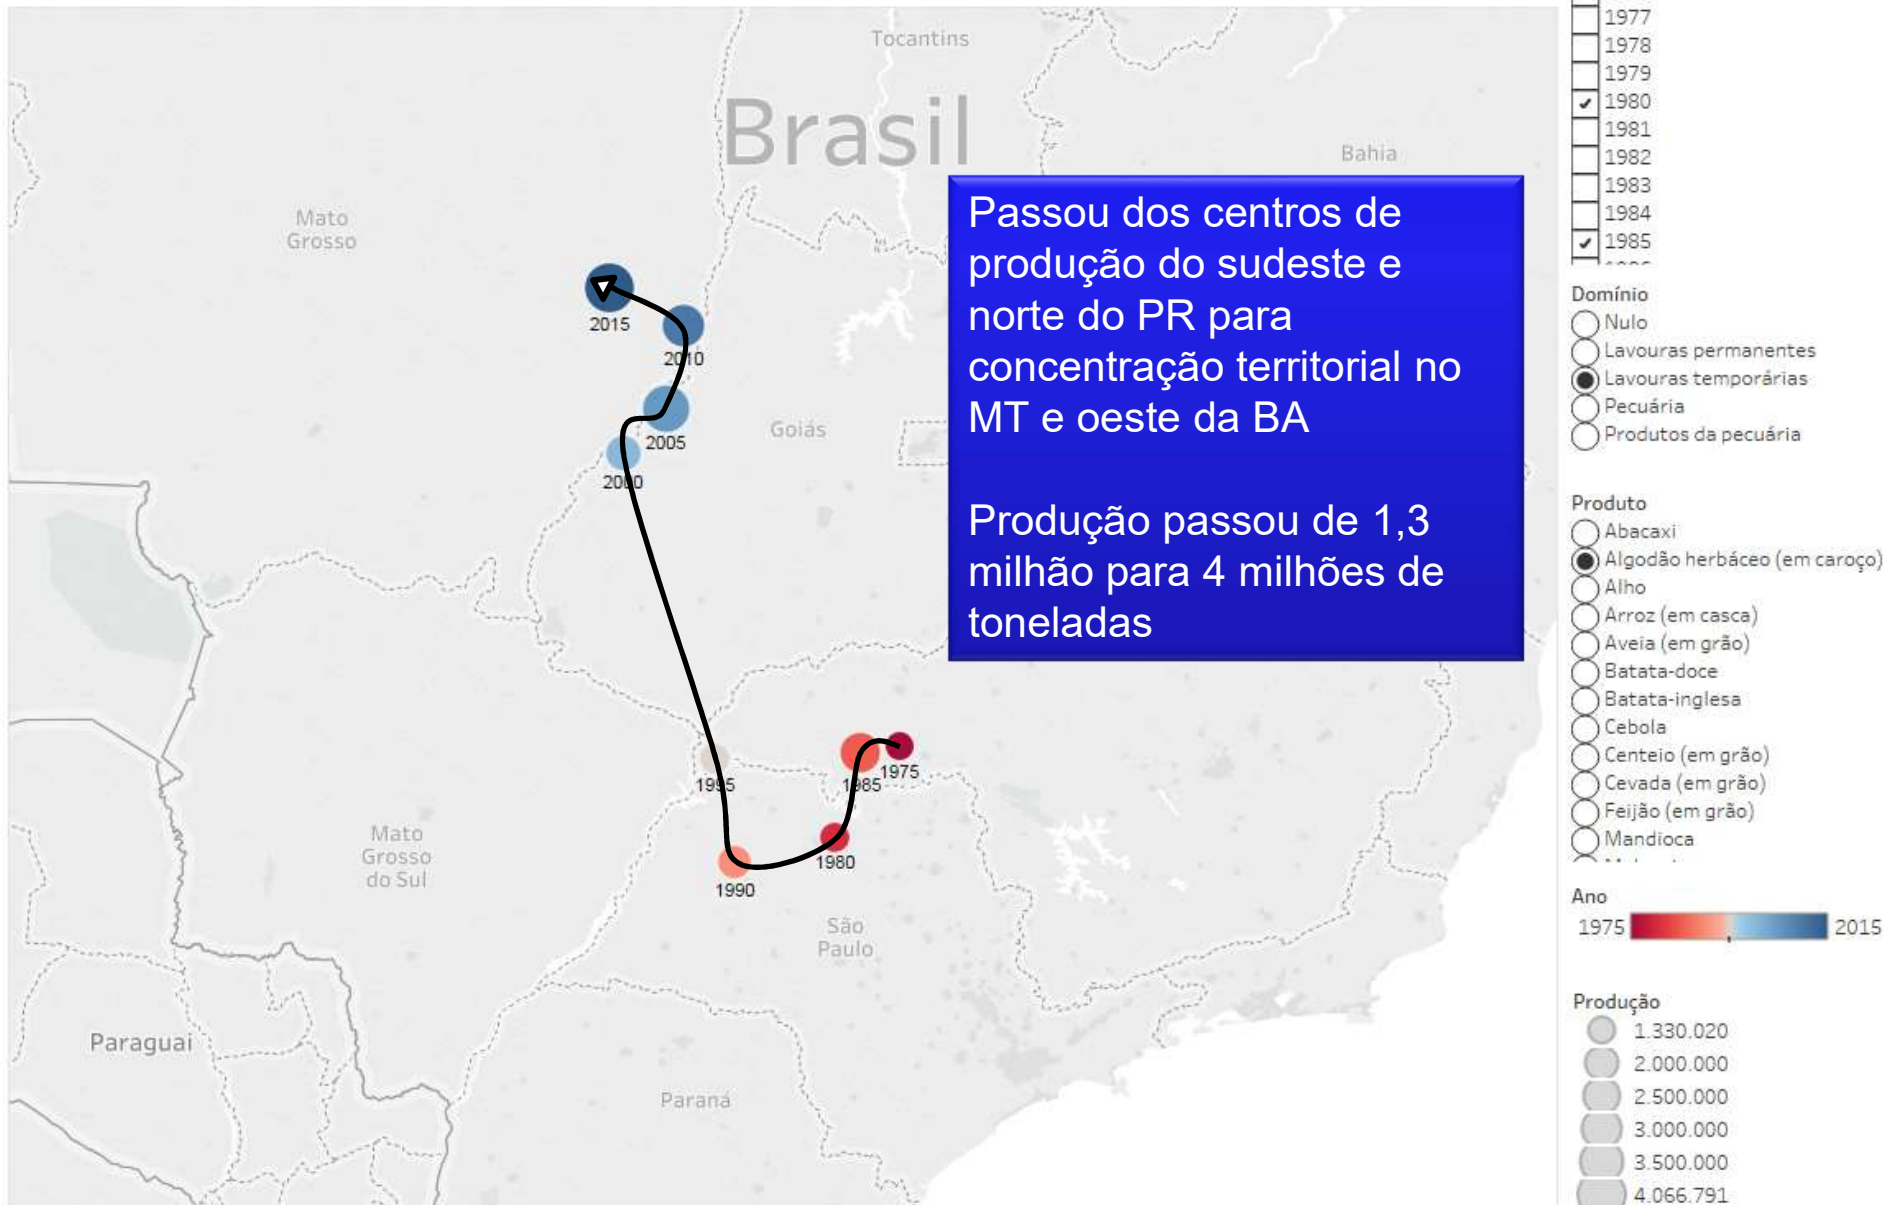 Tocantins
Brasil
Bahia
Mato
Grosso
2015
2010
2005
2000
Goiás
Passou dos centros de
produção do sudeste e
norte do PR para
concentração territorial no
MT e oeste da BA
Produção passou de 1,3
milhão para 4 milhões de
toneladas
1995
1985
1975
1980
1990
Mato
Grosso
do Sul
São
Paulo
Paraguai
Paraná
1977
1978
1979
1980
1981
1982
1983
1984
1985
Domínio
Nulo
Lavouras permanentes
Lavouras temporárias
Pecuária
Produtos da pecuária
Produto
Abacaxi
Algodão herbáceo (em caroço)
Alho
Arroz (em casca)
Aveia (em grão)
Batata-doce
Batata-inglesa
Cebola
Centeio (em grão)
Cevada (em grão)
Feijão (em grão)
Mandioca
Ano
1975 2015
Produção
1.330.020
2.000.000
2.500.000
3.000.000
3.500.000
4.066.791